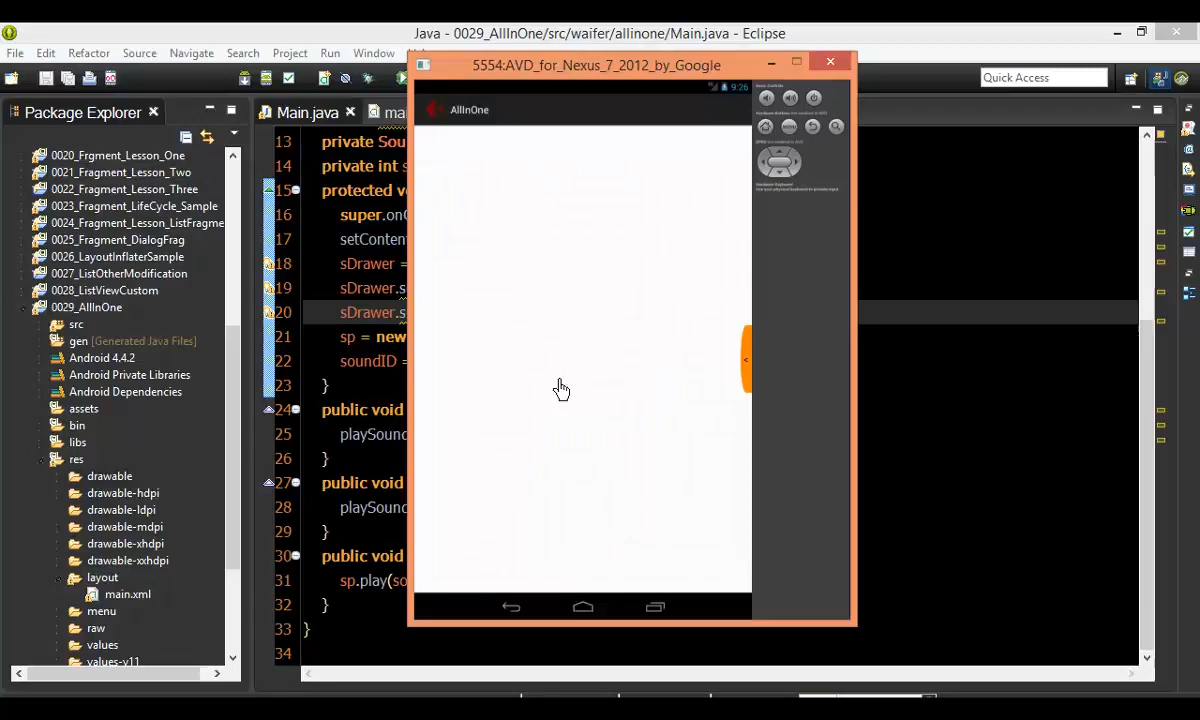 Java - 0029_AllInOne/src/waifer/allinone/Main.java - Eclipse
File Edit Refactor Source Navigate Search Project Run Window
Quick Access
Package Explorer
0020_Frgment_Lesson_One
0021_Fragment_Lesson_Two
0022_Fragment_Lesson_Three
0023_Fragment_LifeCycle_Sample
0024_Fragment_Lesson_ListFragme
0025_Fragment_DialogFrag
0026_LayoutInflaterSample
0027_ListOtherModification
0028_ListViewCustom
0029_AllInOne
src
gen [Generated Java Files]
Android 4.4.2
Android Private Libraries
Android Dependencies
assets
bin
libs
res
drawable
drawable-hdpi
drawable-ldpi
drawable-mdpi
drawable-xhdpi
drawable-xxhdpi
layout
main.xml
menu
raw
values
values-v11
Main.java
13 private Sou
14 private int s
15 protected v
16 super.on
17 setConten
18 sDrawer =
19 sDrawer.s
20 sDrawer.s
21 sp = new
22 soundID =
23 }
24 public void
25 playSound
26 }
27 public void
28 playSound
29 }
30 public void
31 sp.play(so
32 }
33 }
34
5554:AVD_for_Nexus_7_2012_by_Google
9:26
AllInOne
<
MENU